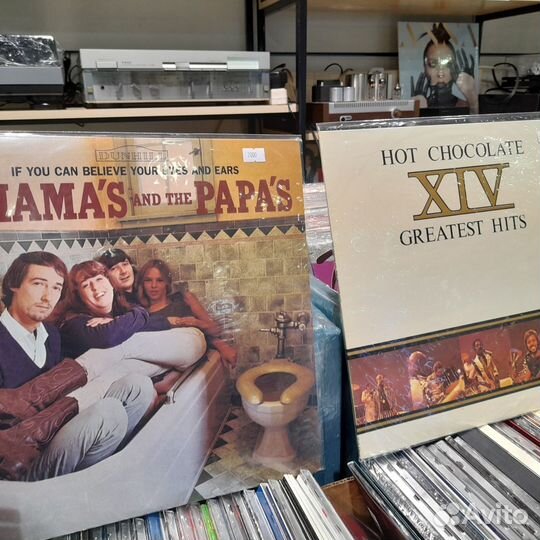 DUNHILL
IF YOU CAN BELIEVE YOUR EYES AND EARS
MAMA'S AND THE PAPA'S
HOT CHOCOLATE
XIV
GREATEST HITS
Avito